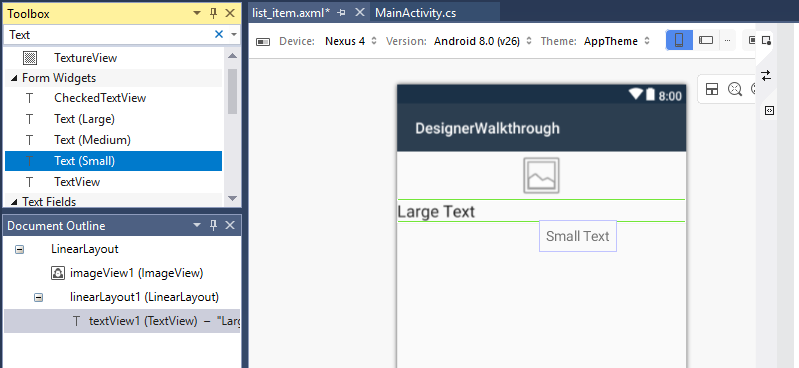 Toolbox
Text
TextureView
Form Widgets
CheckedTextView
Text (Large)
Text (Medium)
Text (Small)
TextView
Text Fields
Document Outline
LinearLayout
imageView1 (ImageView)
linearLayout1 (LinearLayout)
textView1 (TextView) – "Larg
list_item.axml*
MainActivity.cs
Device: Nexus 4 Version: Android 8.0 (v26) Theme: AppTheme
8:00
DesignerWalkthrough
Large Text
Small Text